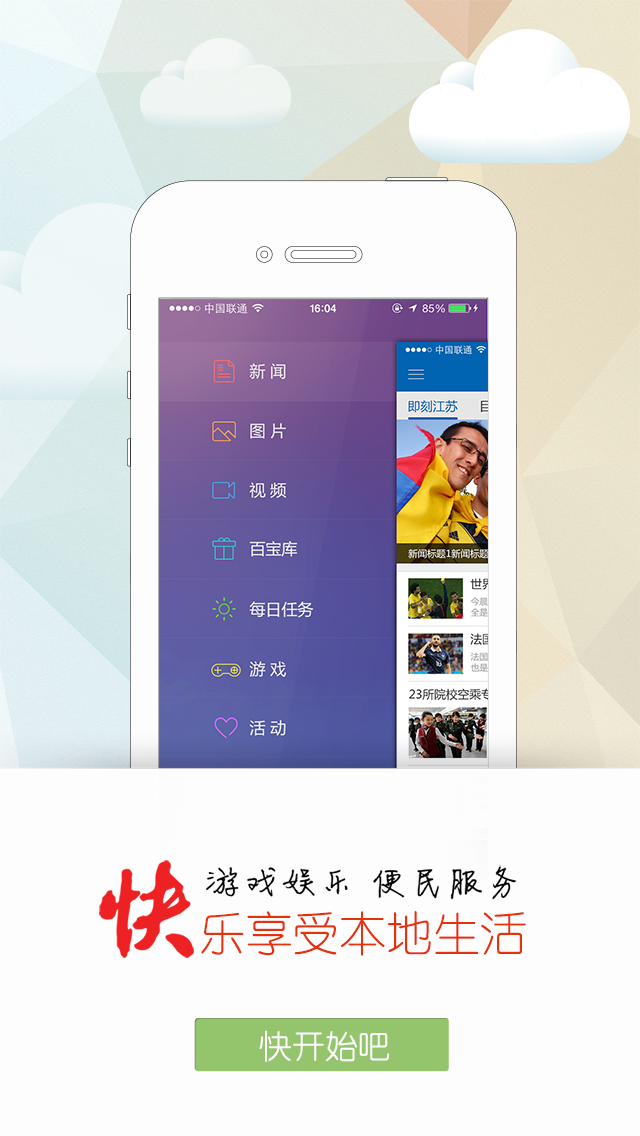 中国联通 16:04 85%
新闻
图片
视频
百宝库
每日任务
游戏
活动
中国联通
即刻江苏
新闻标题1新闻标题
世界
今晨
全是
法国
法国
也是
23所院校空乘专
游戏娱乐 便民服务
快乐享受本地生活
快开始吧